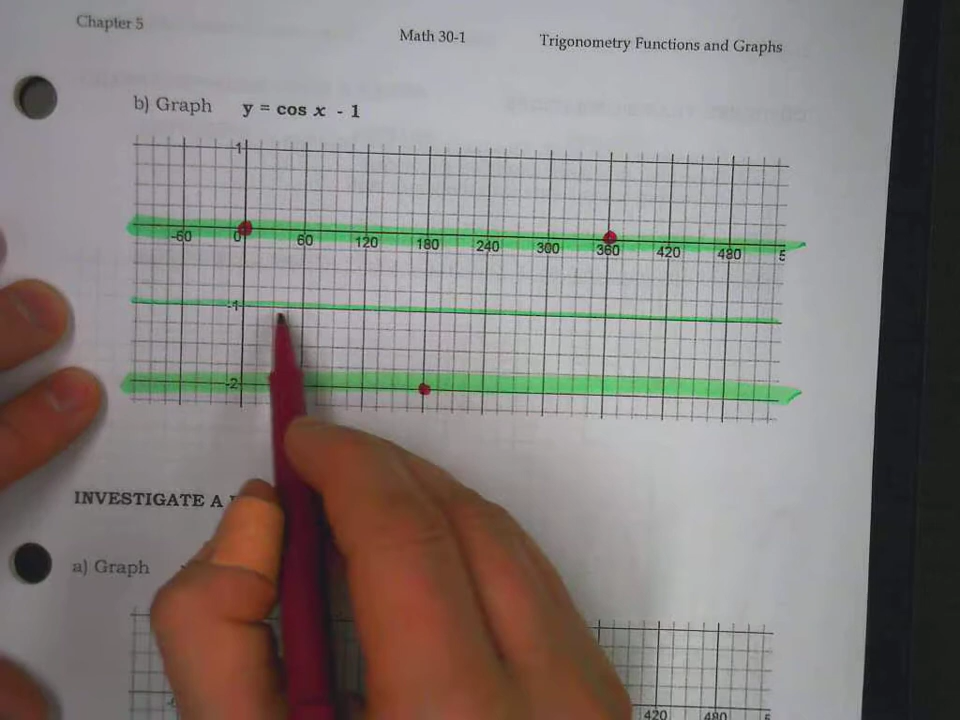 Chapter 5
Math 30-1
Trigonometry Functions and Graphs
b) Graph y = cos x - 1
1
-60 0 60 120 180 240 300 360 420 480 5
-1
-2
INVESTIGATE A
a) Graph
420 480